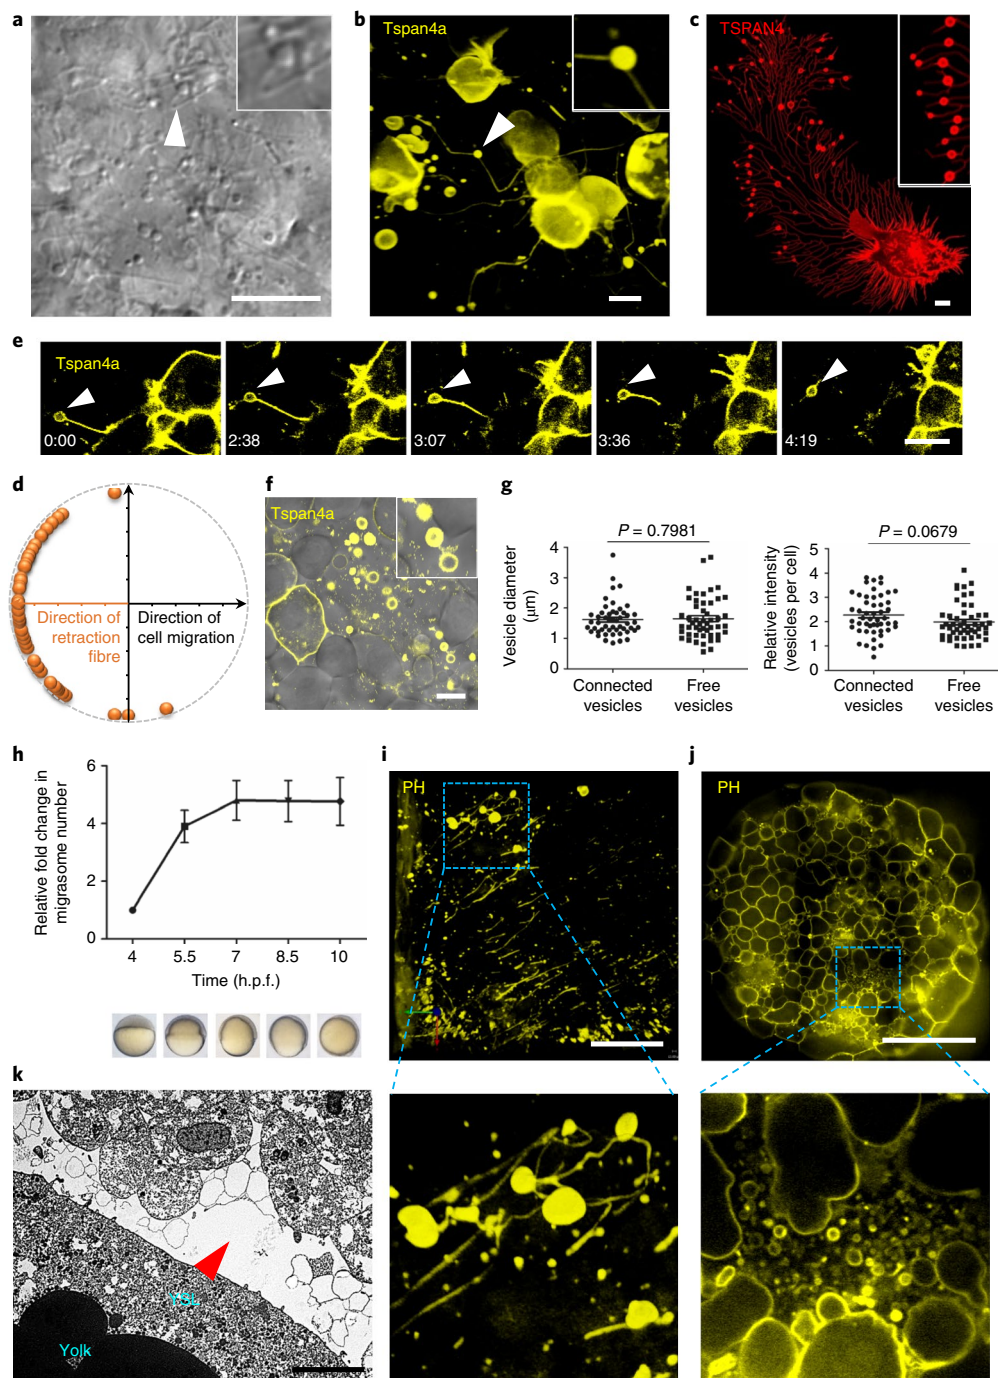 a
b
Tspan4a
c
TSPAN4
e
Tspan4a
0:00
2:38
3:07
3:36
4:19
d
Direction of
retraction
fibre
Direction of
cell migration
f
Tspan4a
g
P = 0.7981
Vesicle diameter
(μm)
4
3
2
1
0
Connected
vesicles
Free
vesicles
P = 0.0679
Relative intensity
(vesicles per cell)
5
4
3
2
1
0
Connected
vesicles
Free
vesicles
h
Relative fold change in
migrasome number
6
4
2
0
4
5.5
7
8.5
10
Time (h.p.f.)
i
PH
j
PH
k
YSL
Yolk